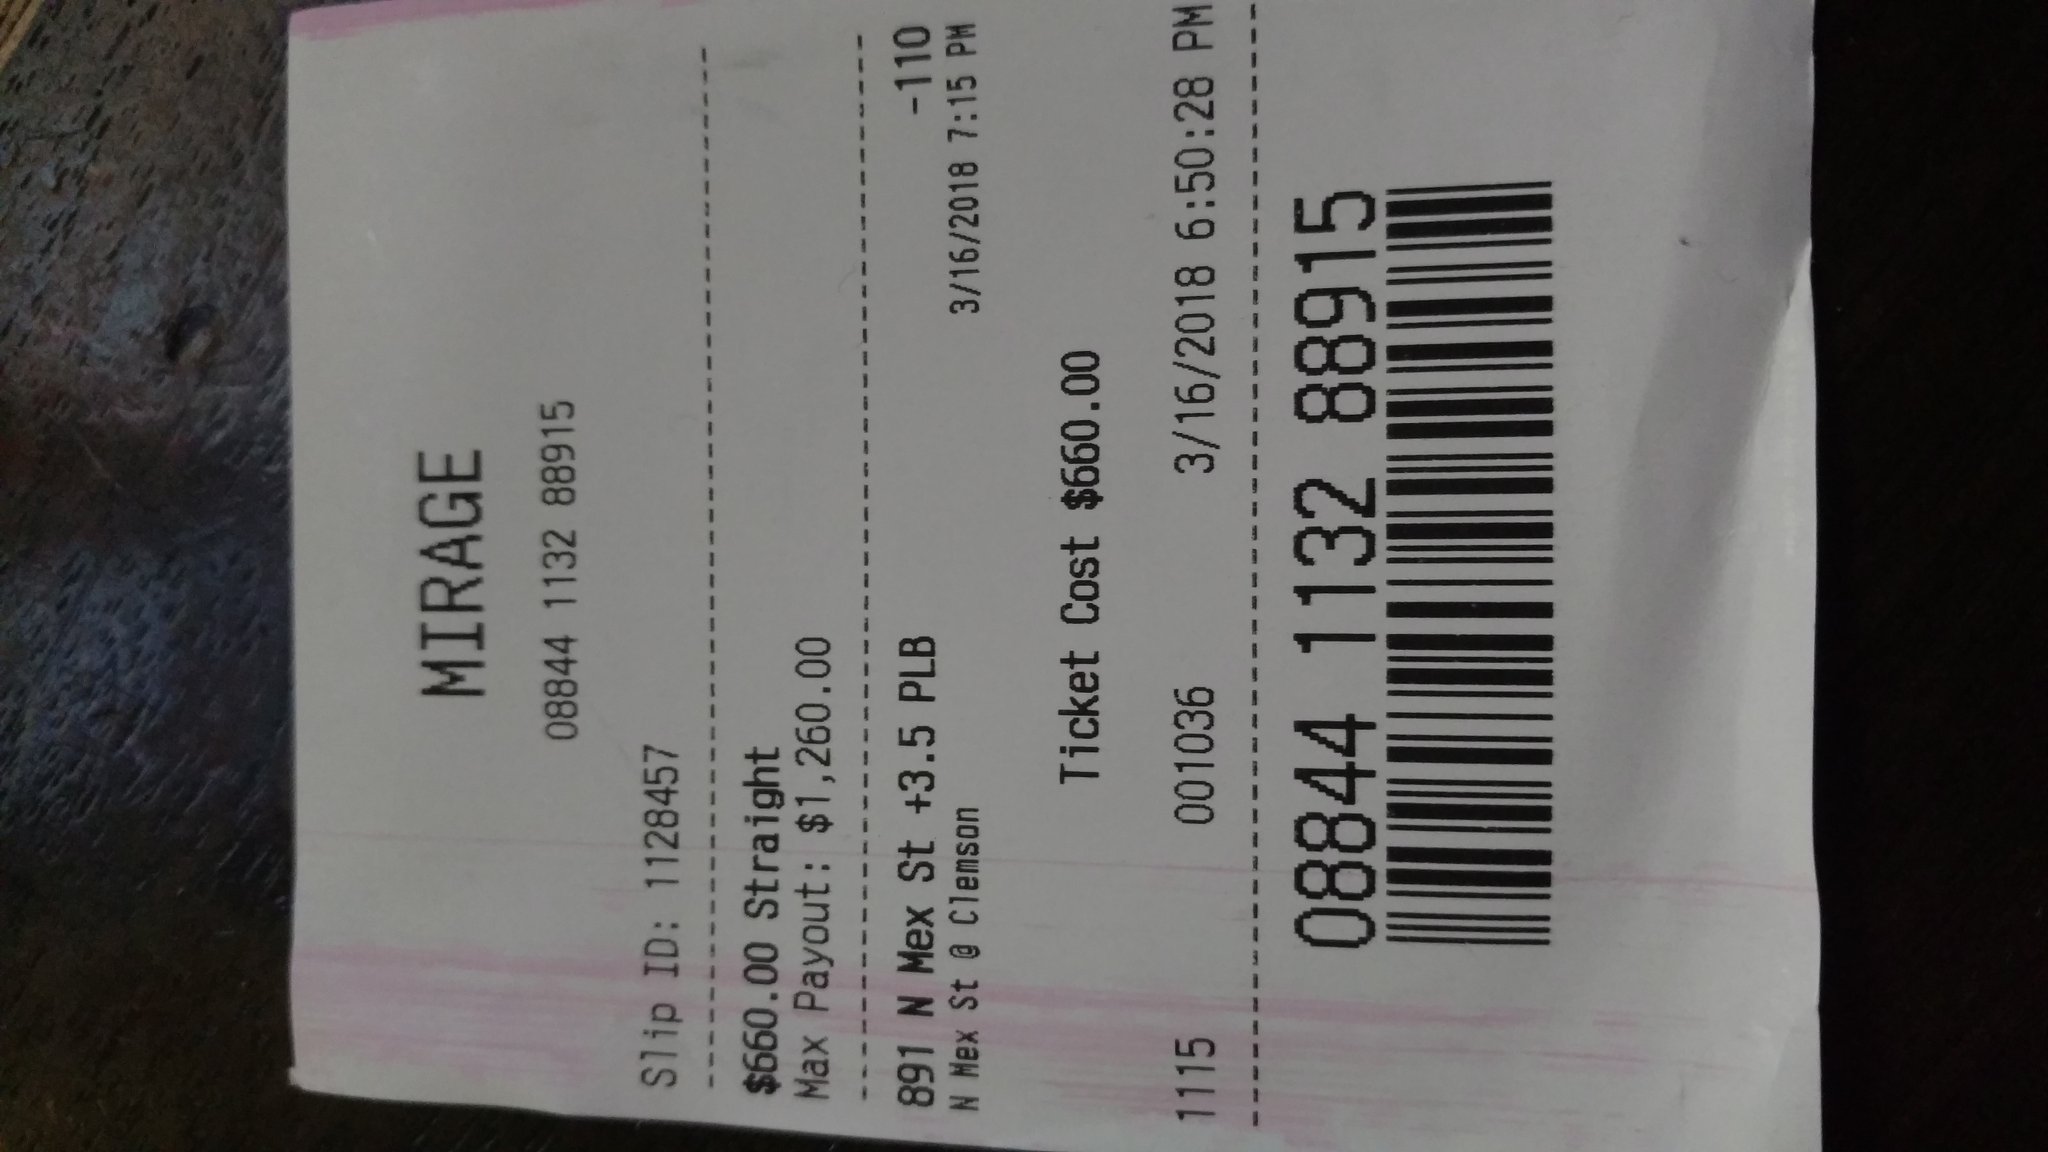 MIRAGE
08844 1132 88915
Slip ID: 1128457
$660.00 Straight
Max Payout: $1,260.00
891 N Mex St +3.5 PLB -110
N Mex St @ Clemson 3/16/2018 7:15 PM
Ticket Cost $660.00
1115 001036 3/16/2018 6:50:28 PM
08844 1132 88915